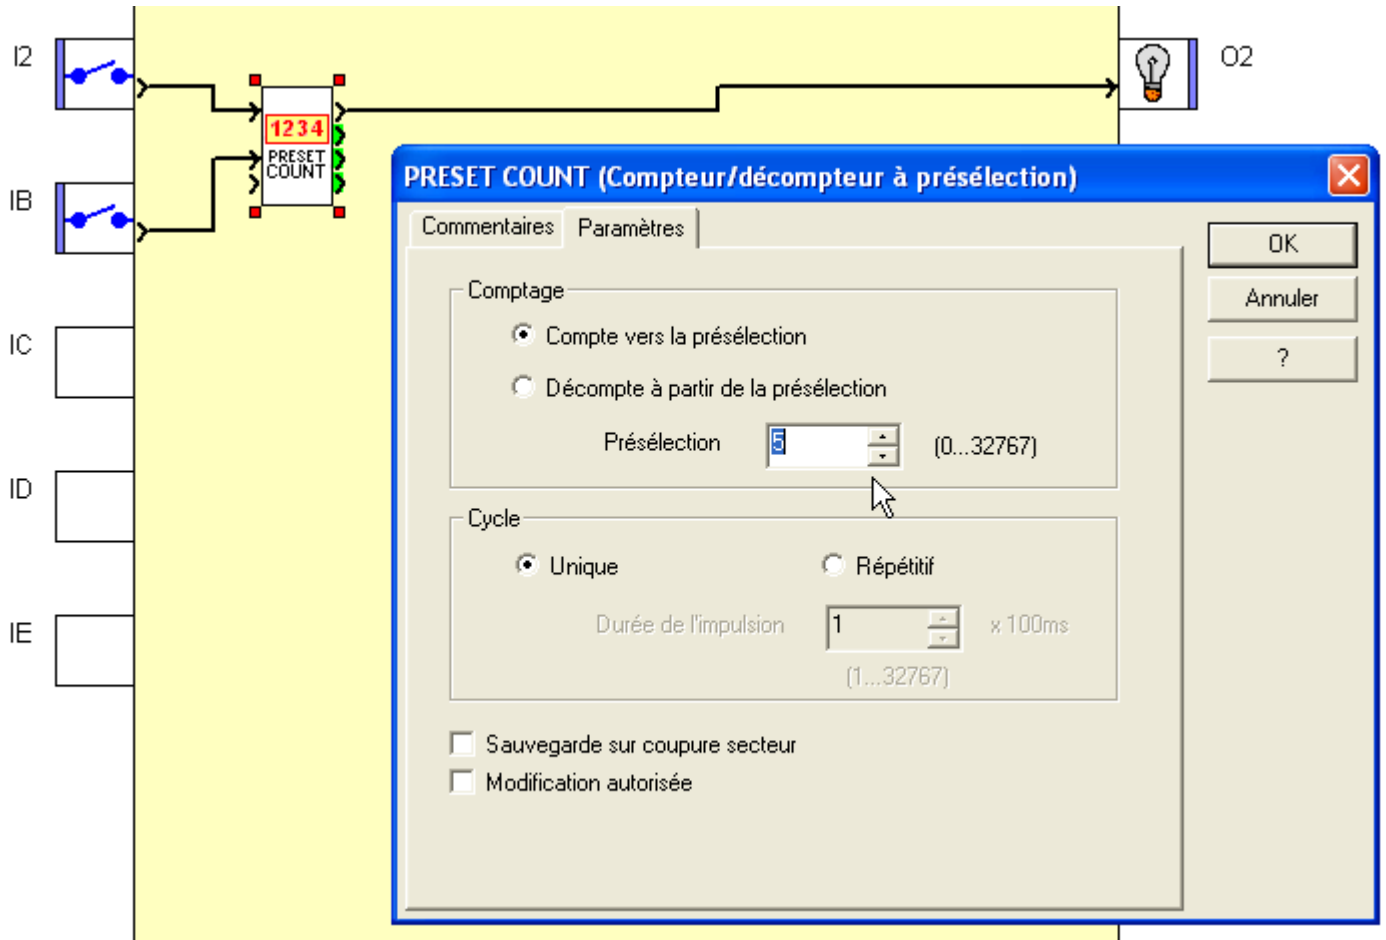 I2
O2
1234
PRESET
COUNT
IB
IC
ID
IE
PRESET COUNT (Compteur/décompteur à présélection)
Commentaires
Paramètres
OK
Annuler
?
Comptage
Compte vers la présélection
Décompte à partir de la présélection
Présélection 5 (0...32767)
Cycle
Unique Répétitif
Durée de l'impulsion 1 x 100ms
(1...32767)
Sauvegarde sur coupure secteur
Modification autorisée